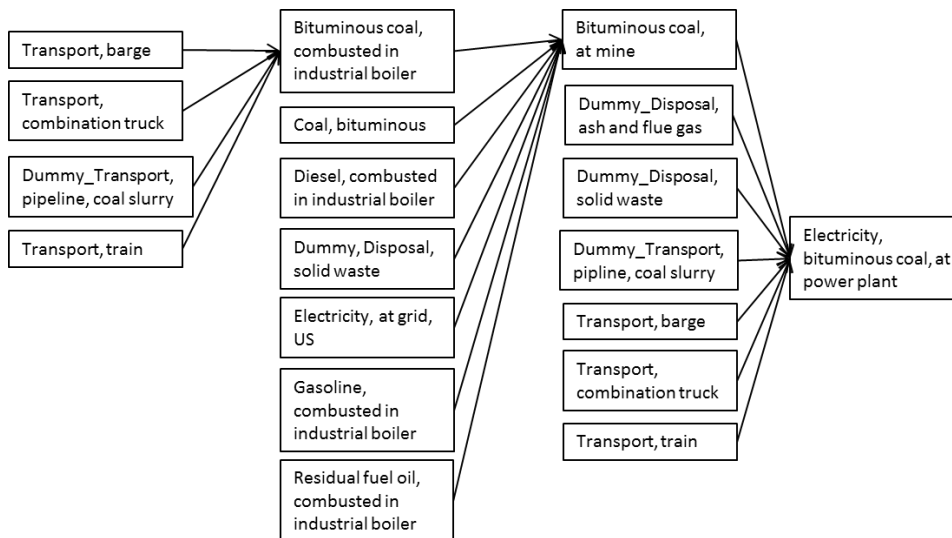 Transport, barge
Transport,
combination truck
Dummy_Transport,
pipeline, coal slurry
Transport, train
Bituminous coal,
combusted in
industrial boiler
Coal, bituminous
Diesel, combusted
in industrial boiler
Dummy, Disposal,
solid waste
Electricity, at grid,
US
Gasoline,
combusted in
industrial boiler
Residual fuel oil,
combusted in
industrial boiler
Bituminous coal,
at mine
Dummy_Disposal,
ash and flue gas
Dummy_Disposal,
solid waste
Dummy_Transport,
pipline, coal slurry
Transport, barge
Transport,
combination truck
Transport, train
Electricity,
bituminous coal, at
power plant